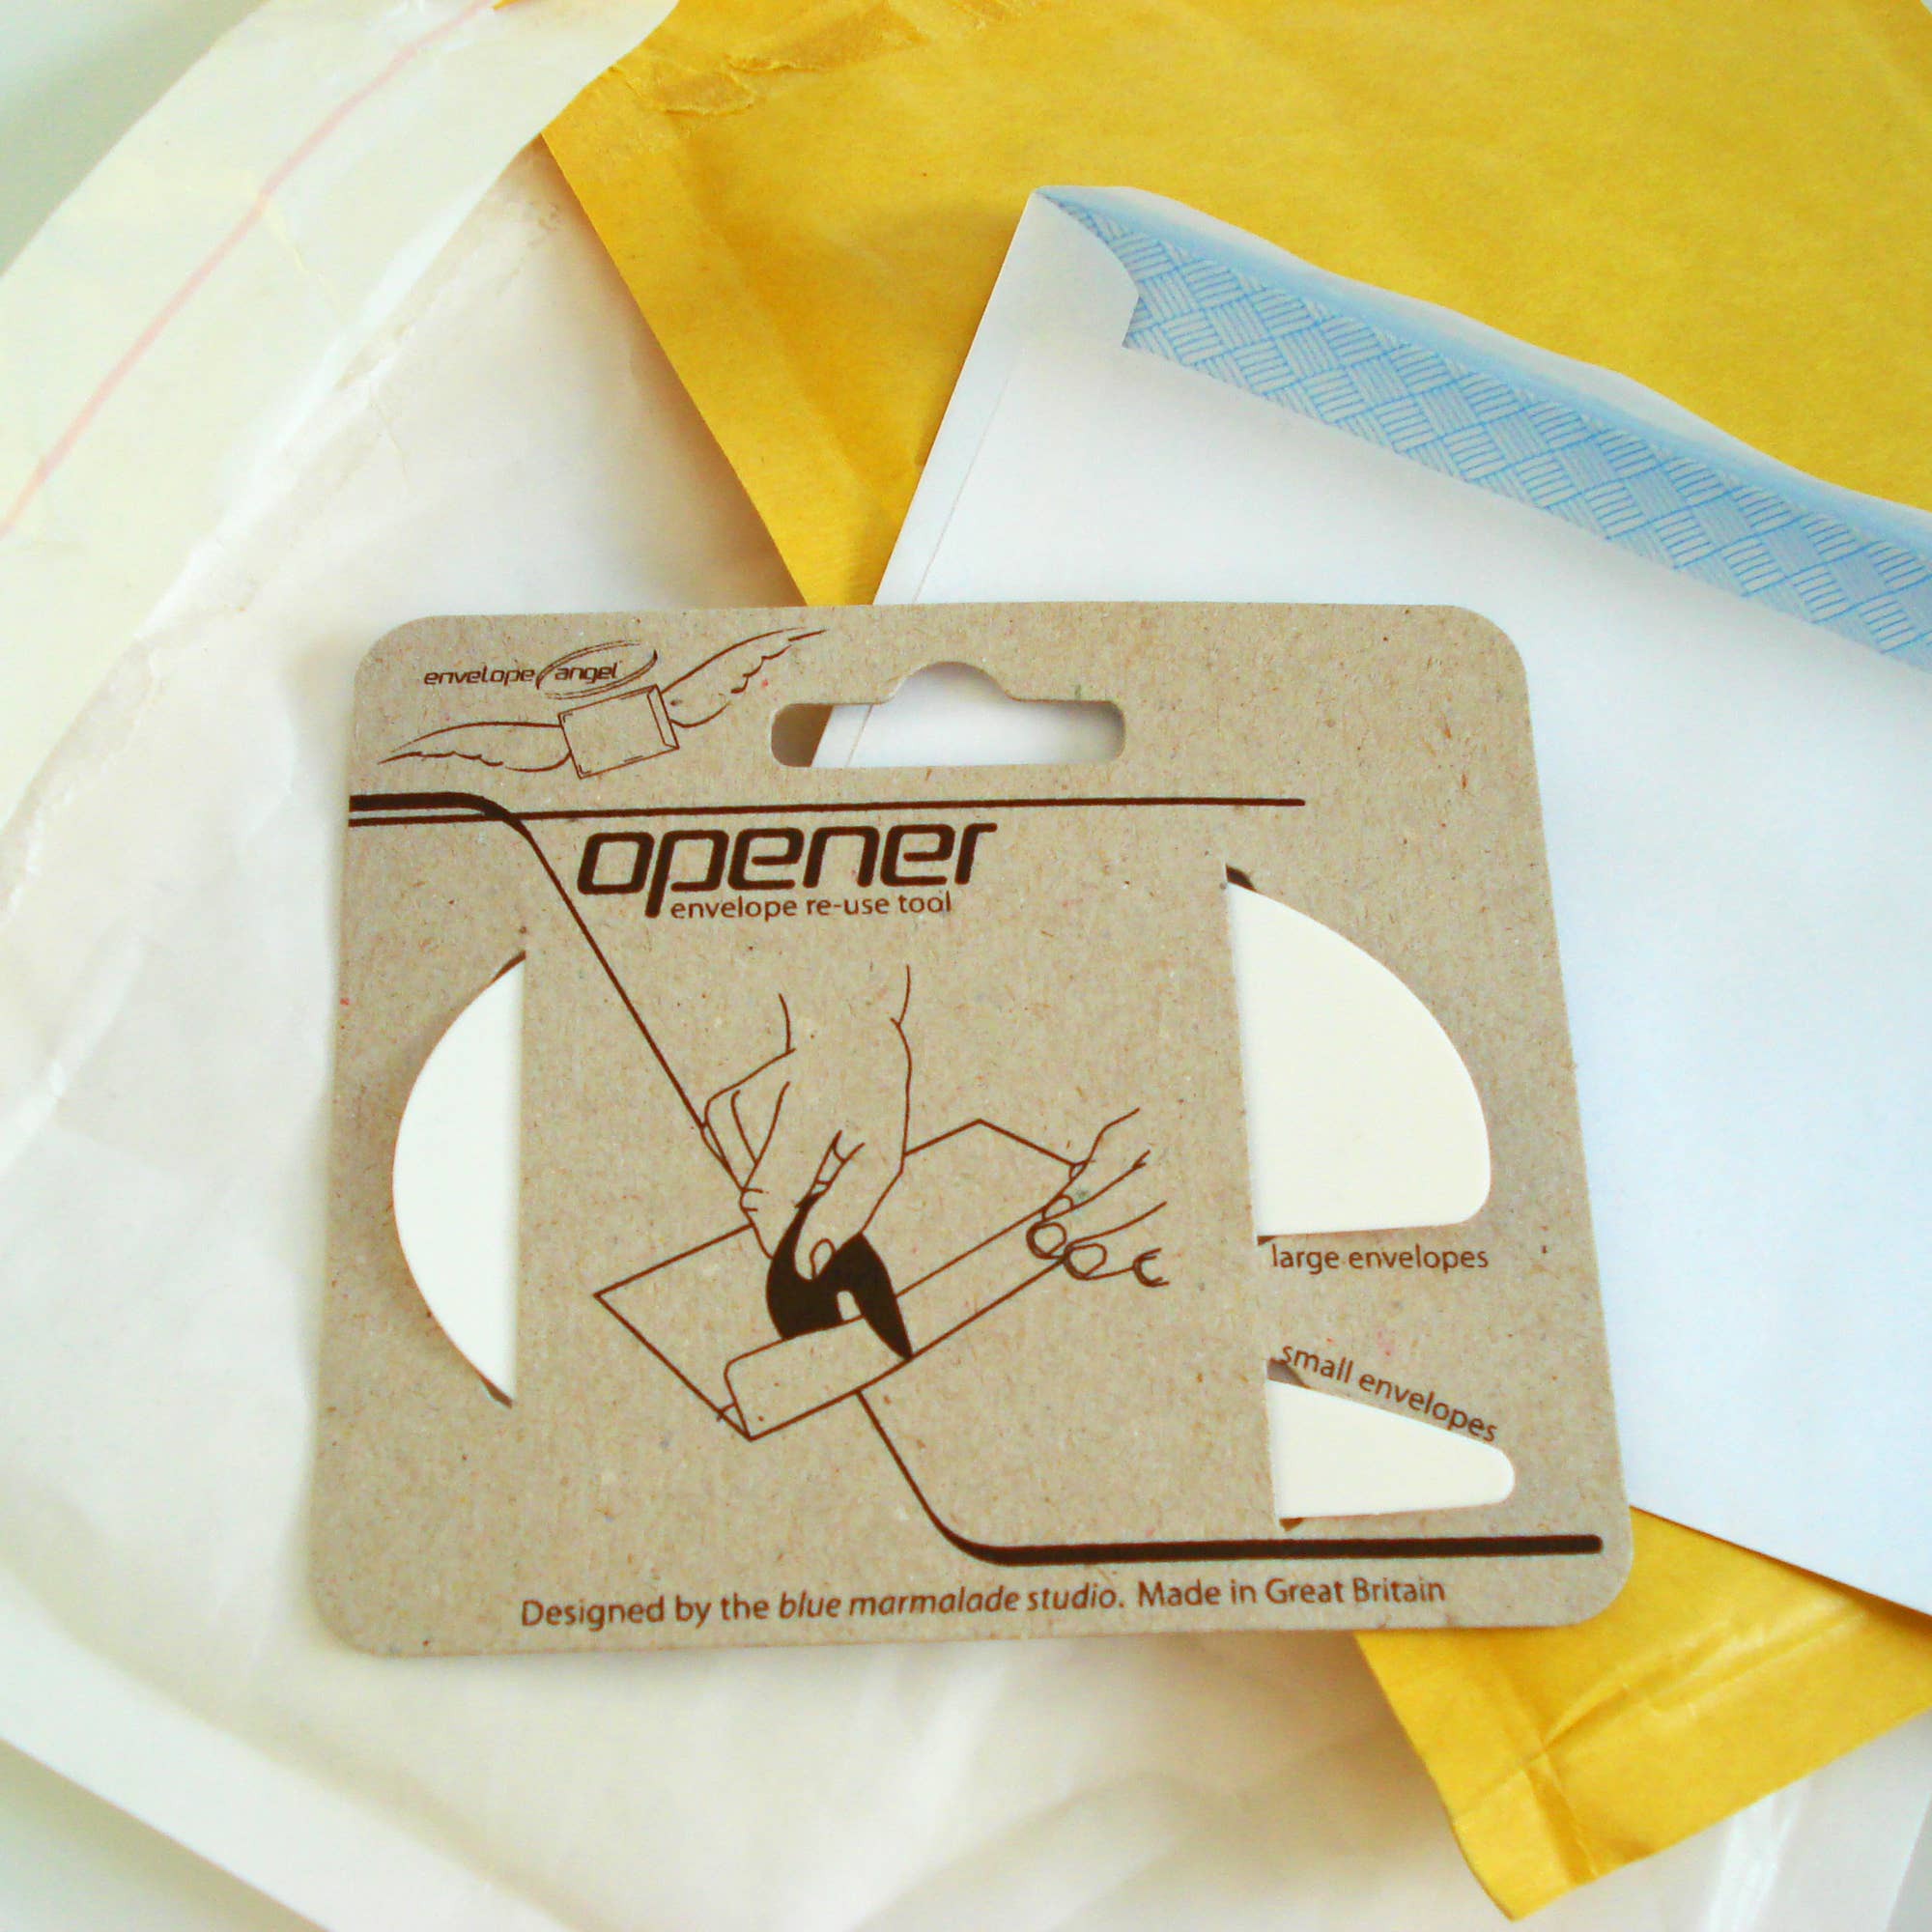 envelope angel
opener
envelope re-use tool
large envelopes
small envelopes
Designed by the blue marmalade studio. Made in Great Britain